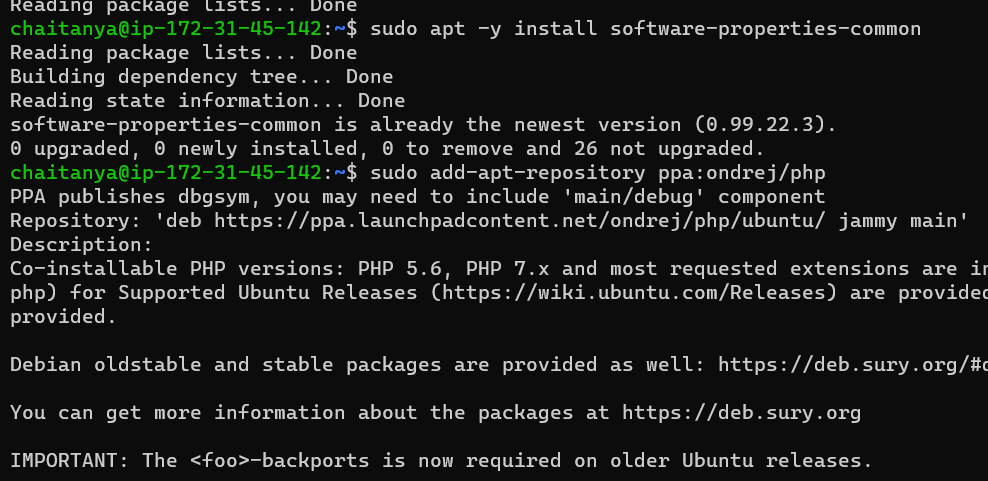 Reading package lists... Done
chaitanya@ip-172-31-45-142:~$ sudo apt -y install software-properties-common
Reading package lists... Done
Building dependency tree... Done
Reading state information... Done
software-properties-common is already the newest version (0.99.22.3).
0 upgraded, 0 newly installed, 0 to remove and 26 not upgraded.
chaitanya@ip-172-31-45-142:~$ sudo add-apt-repository ppa:ondrej/php
PPA publishes dbgsym, you may need to include 'main/debug' component
Repository: 'deb https://ppa.launchpadcontent.net/ondrej/php/ubuntu/ jammy main'
Description:
Co-installable PHP versions: PHP 5.6, PHP 7.x and most requested extensions are in
php) for Supported Ubuntu Releases (https://wiki.ubuntu.com/Releases) are provided
provided.
Debian oldstable and stable packages are provided as well: https://deb.sury.org/#d
You can get more information about the packages at https://deb.sury.org
IMPORTANT: The <foo>-backports is now required on older Ubuntu releases.